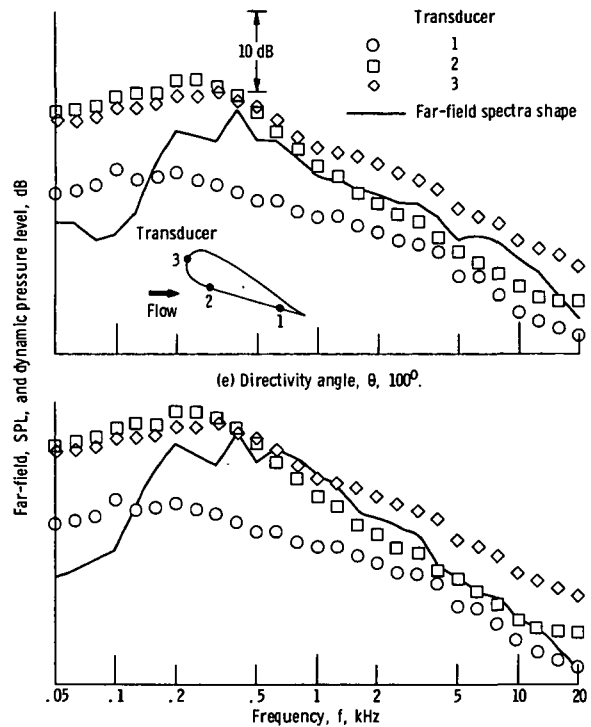 Transducer
10 dB
1
2
3
Far-field spectra shape
Far-field, SPL, and dynamic pressure level, dB
Transducer
3
2
1
Flow
(e) Directivity angle, θ, 100⁰.
.05 .1 .2 .5 1 2 5 10 20
Frequency, f, kHz